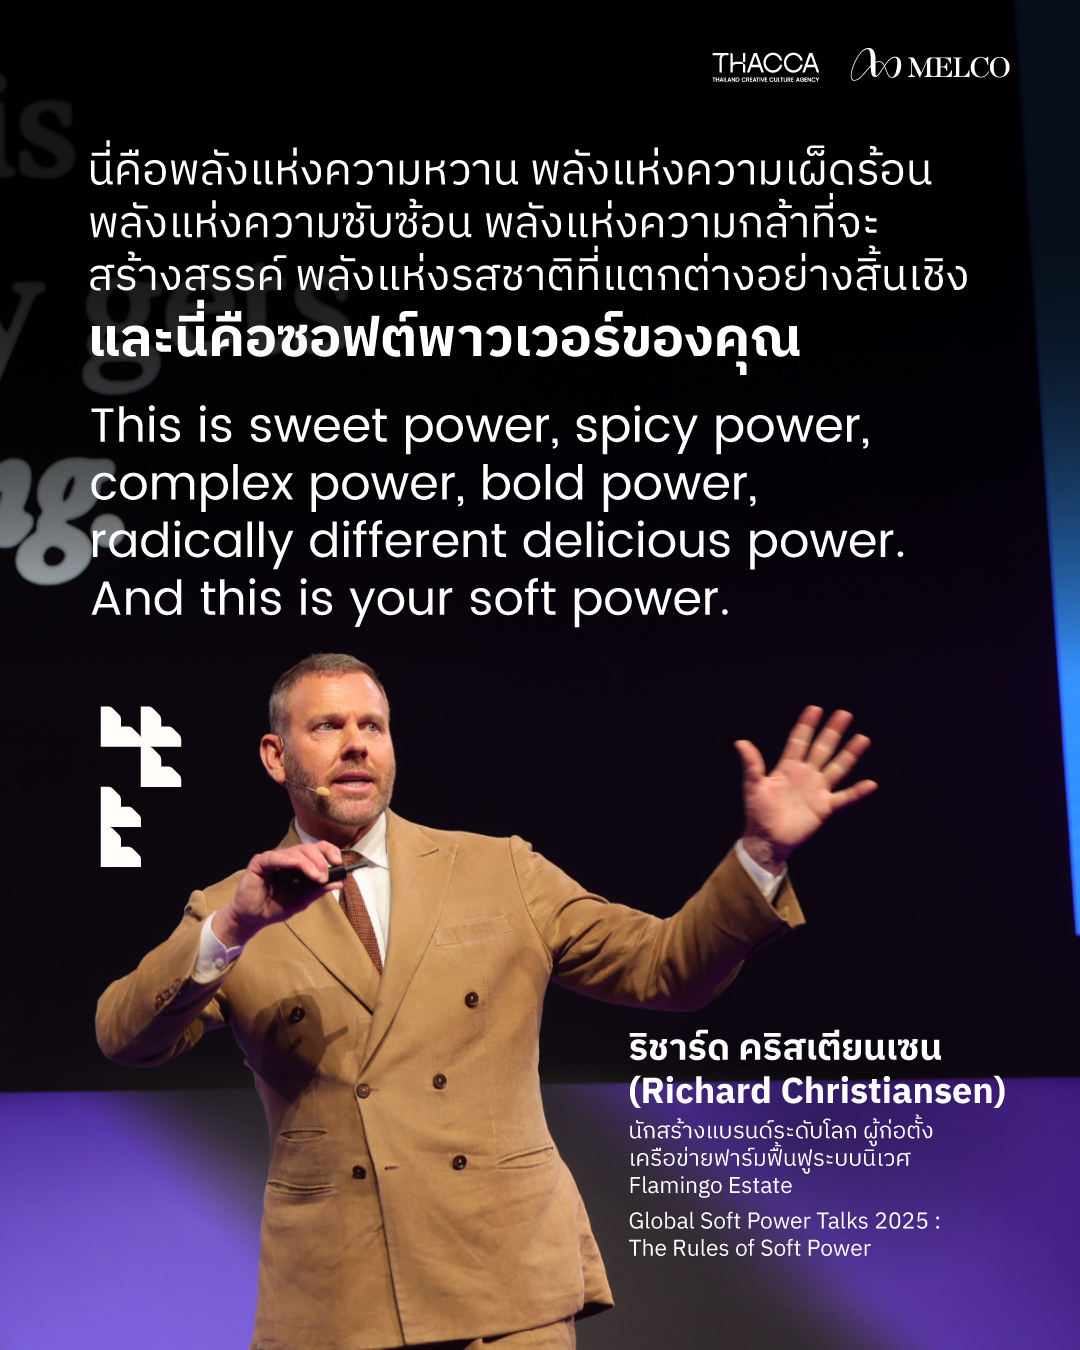 THACCA
THAILAND CREATIVE CULTURE AGENCY
MELCO
นี่คือพลังแห่งความหวาน พลังแห่งความเผ็ดร้อน
พลังแห่งความซับซ้อน พลังแห่งความกล้าที่จะ
สร้างสรรค์ พลังแห่งรสชาติที่แตกต่างอย่างสิ้นเชิง
และนี่คือซอฟต์พาวเวอร์ของคุณ
This is sweet power, spicy power,
complex power, bold power,
radically different delicious power.
And this is your soft power.
ริชาร์ด คริสเตียนเซน
(Richard Christiansen)
นักสร้างแบรนด์ระดับโลก ผู้ก่อตั้ง
เครือข่ายฟาร์มฟื้นฟูระบบนิเวศ
Flamingo Estate
Global Soft Power Talks 2025 :
The Rules of Soft Power